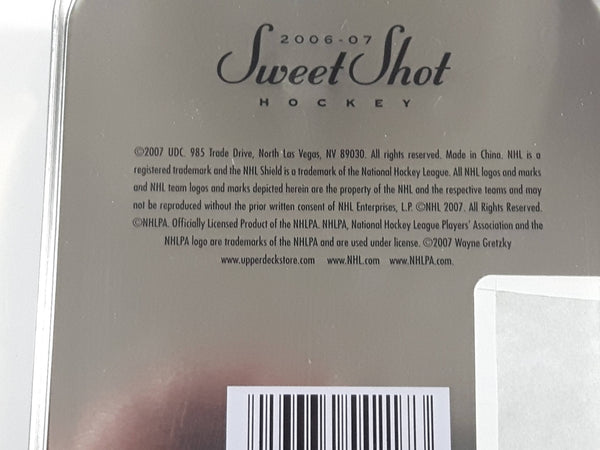 2006-07
Sweet Shot
HOCKEY
©2007 UDC. 985 Trade Drive, North Las Vegas, NV 89030. All rights reserved. Made in China. NHL is a
registered trademark and the NHL Shield is a trademark of the National Hockey League. All NHL logos and marks
and NHL team logos and marks depicted herein are the property of the NHL and the respective teams and may
not be reproduced without the prior written consent of NHL Enterprises, L.P. ©NHL 2007. All Rights Reserved.
©NHLPA. Officially Licensed Product of the NHLPA. NHLPA, National Hockey League Players' Association and the
NHLPA logo are trademarks of the NHLPA and are used under license. ©2007 Wayne Gretzky
www.upperdeckstore.com www.NHL.com www.NHLPA.com.